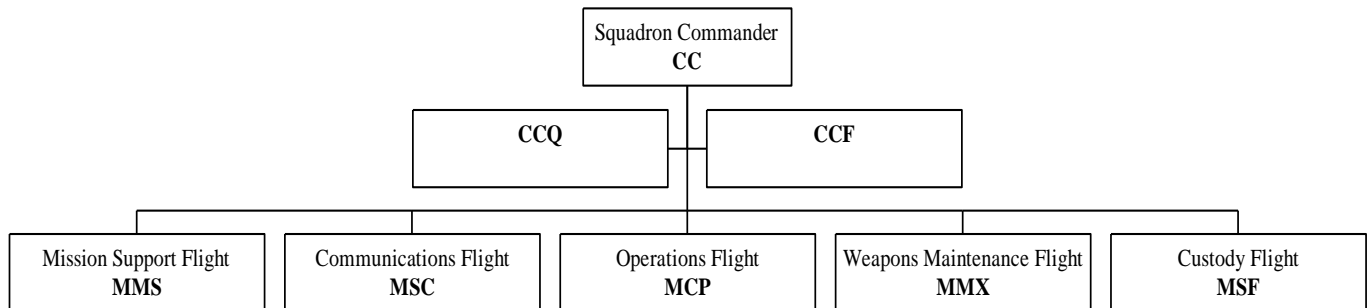 Squadron Commander
CC
CCQ
CCF
Mission Support Flight
MMS
Communications Flight
MSC
Operations Flight
MCP
Weapons Maintenance Flight
MMX
Custody Flight
MSF